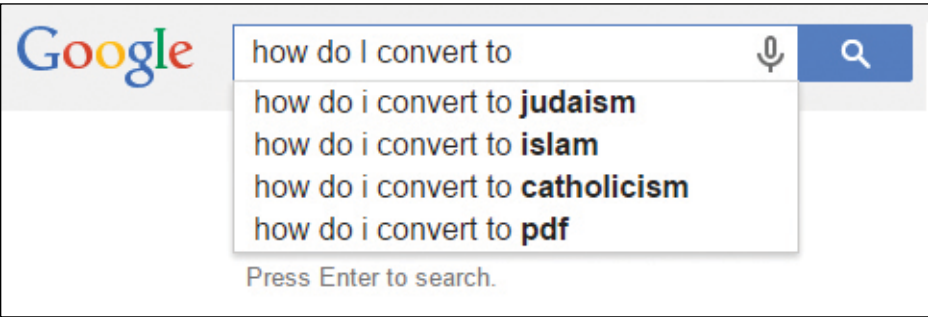 Google how do I convert to
how do i convert to judaism
how do i convert to islam
how do i convert to catholicism
how do i convert to pdf
Press Enter to search.